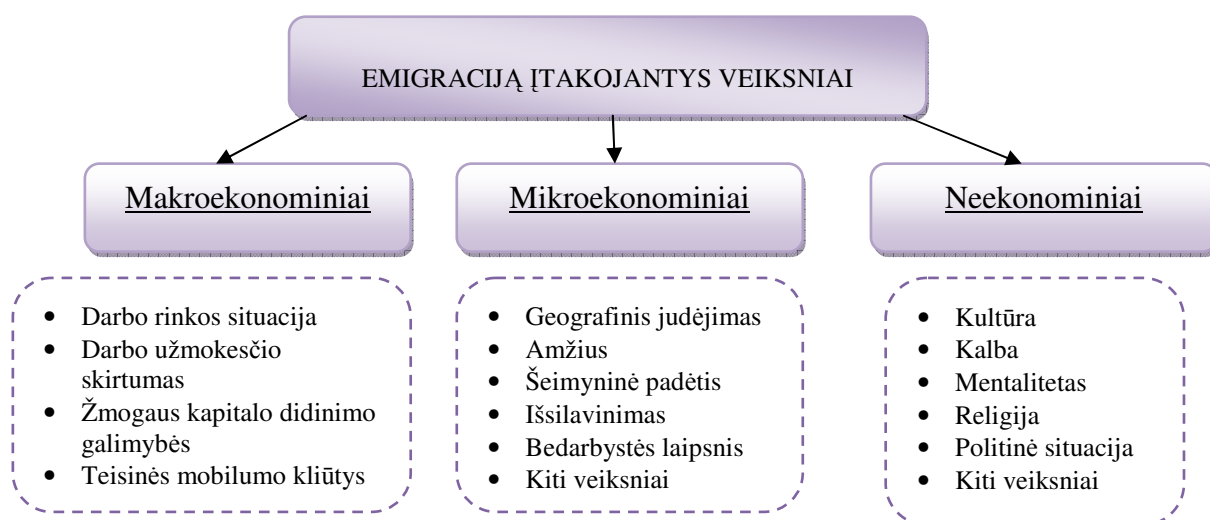 EMIGRACIJĄ ĮTAKOJANTYS VEIKSNIAI
Makroekonominiai
Mikroekonominiai
Neekonominiai
• Darbo rinkos situacija
• Darbo užmokesčio
skirtumas
• Žmogaus kapitalo didinimo
galimybės
• Teisinės mobilumo kliūtys
• Geografinis judėjimas
• Amžius
• Šeimyninė padėtis
• Išsilavinimas
• Bedarbystės laipsnis
• Kiti veiksniai
• Kultūra
• Kalba
• Mentalitetas
• Religija
• Politinė situacija
• Kiti veiksniai